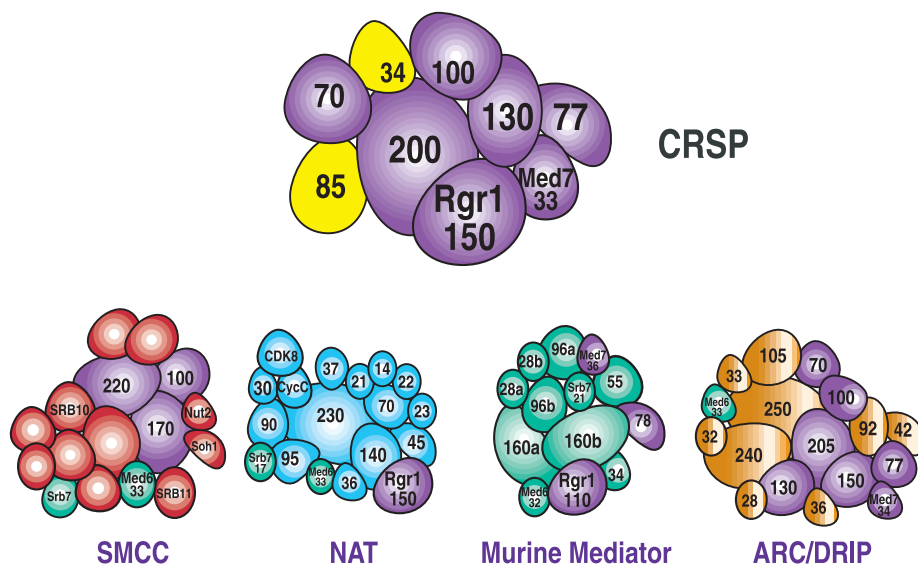 34
100
70
130
77
200
CRSP
85
Med7
33
Rgr1
150
220
100
SRB10
170
Nut2
Soh1
Med6
33
Srb7
SRB11
SMCC
CDK8
37
14
21
22
30
CycC
70
23
230
90
45
Srb7
17
95
140
Med6
33
36
Rgr1
150
NAT
96a
Med7
36
28b
28a
Srb7
21
55
96b
78
160a
160b
34
Rgr1
110
Med6
32
Murine Mediator
105
70
33
100
Med6
33
250
92
42
32
205
240
77
150
130
28
36
Med7
34
ARC/DRIP